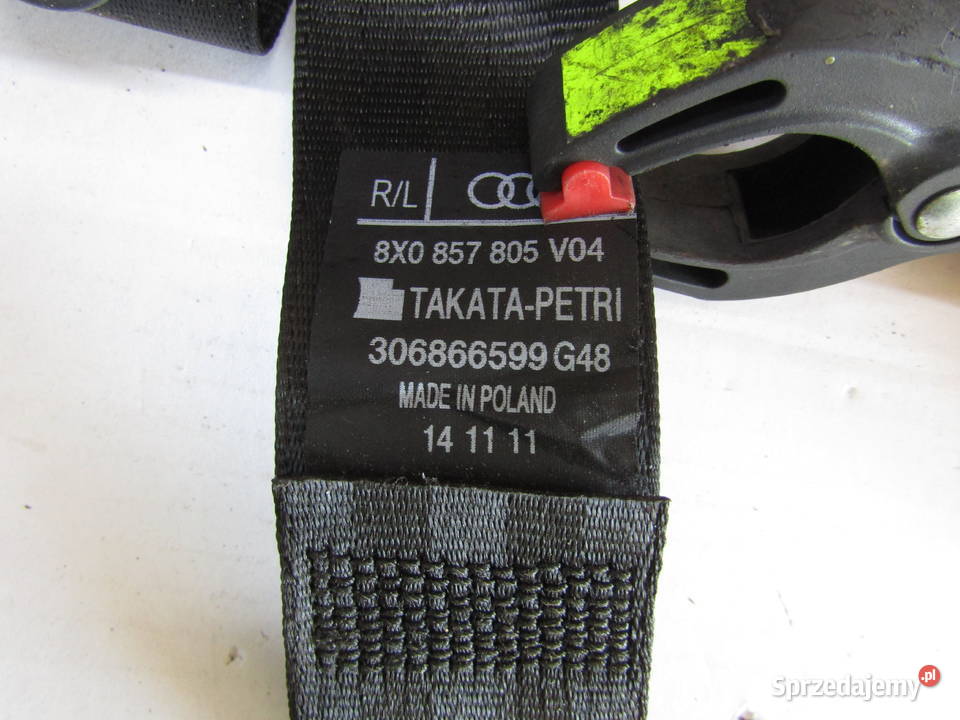 R/L
8X0 857 805 V04
TAKATA-PETRI
306866599 G48
MADE IN POLAND
14 11 11
Sprzedajemy.pl